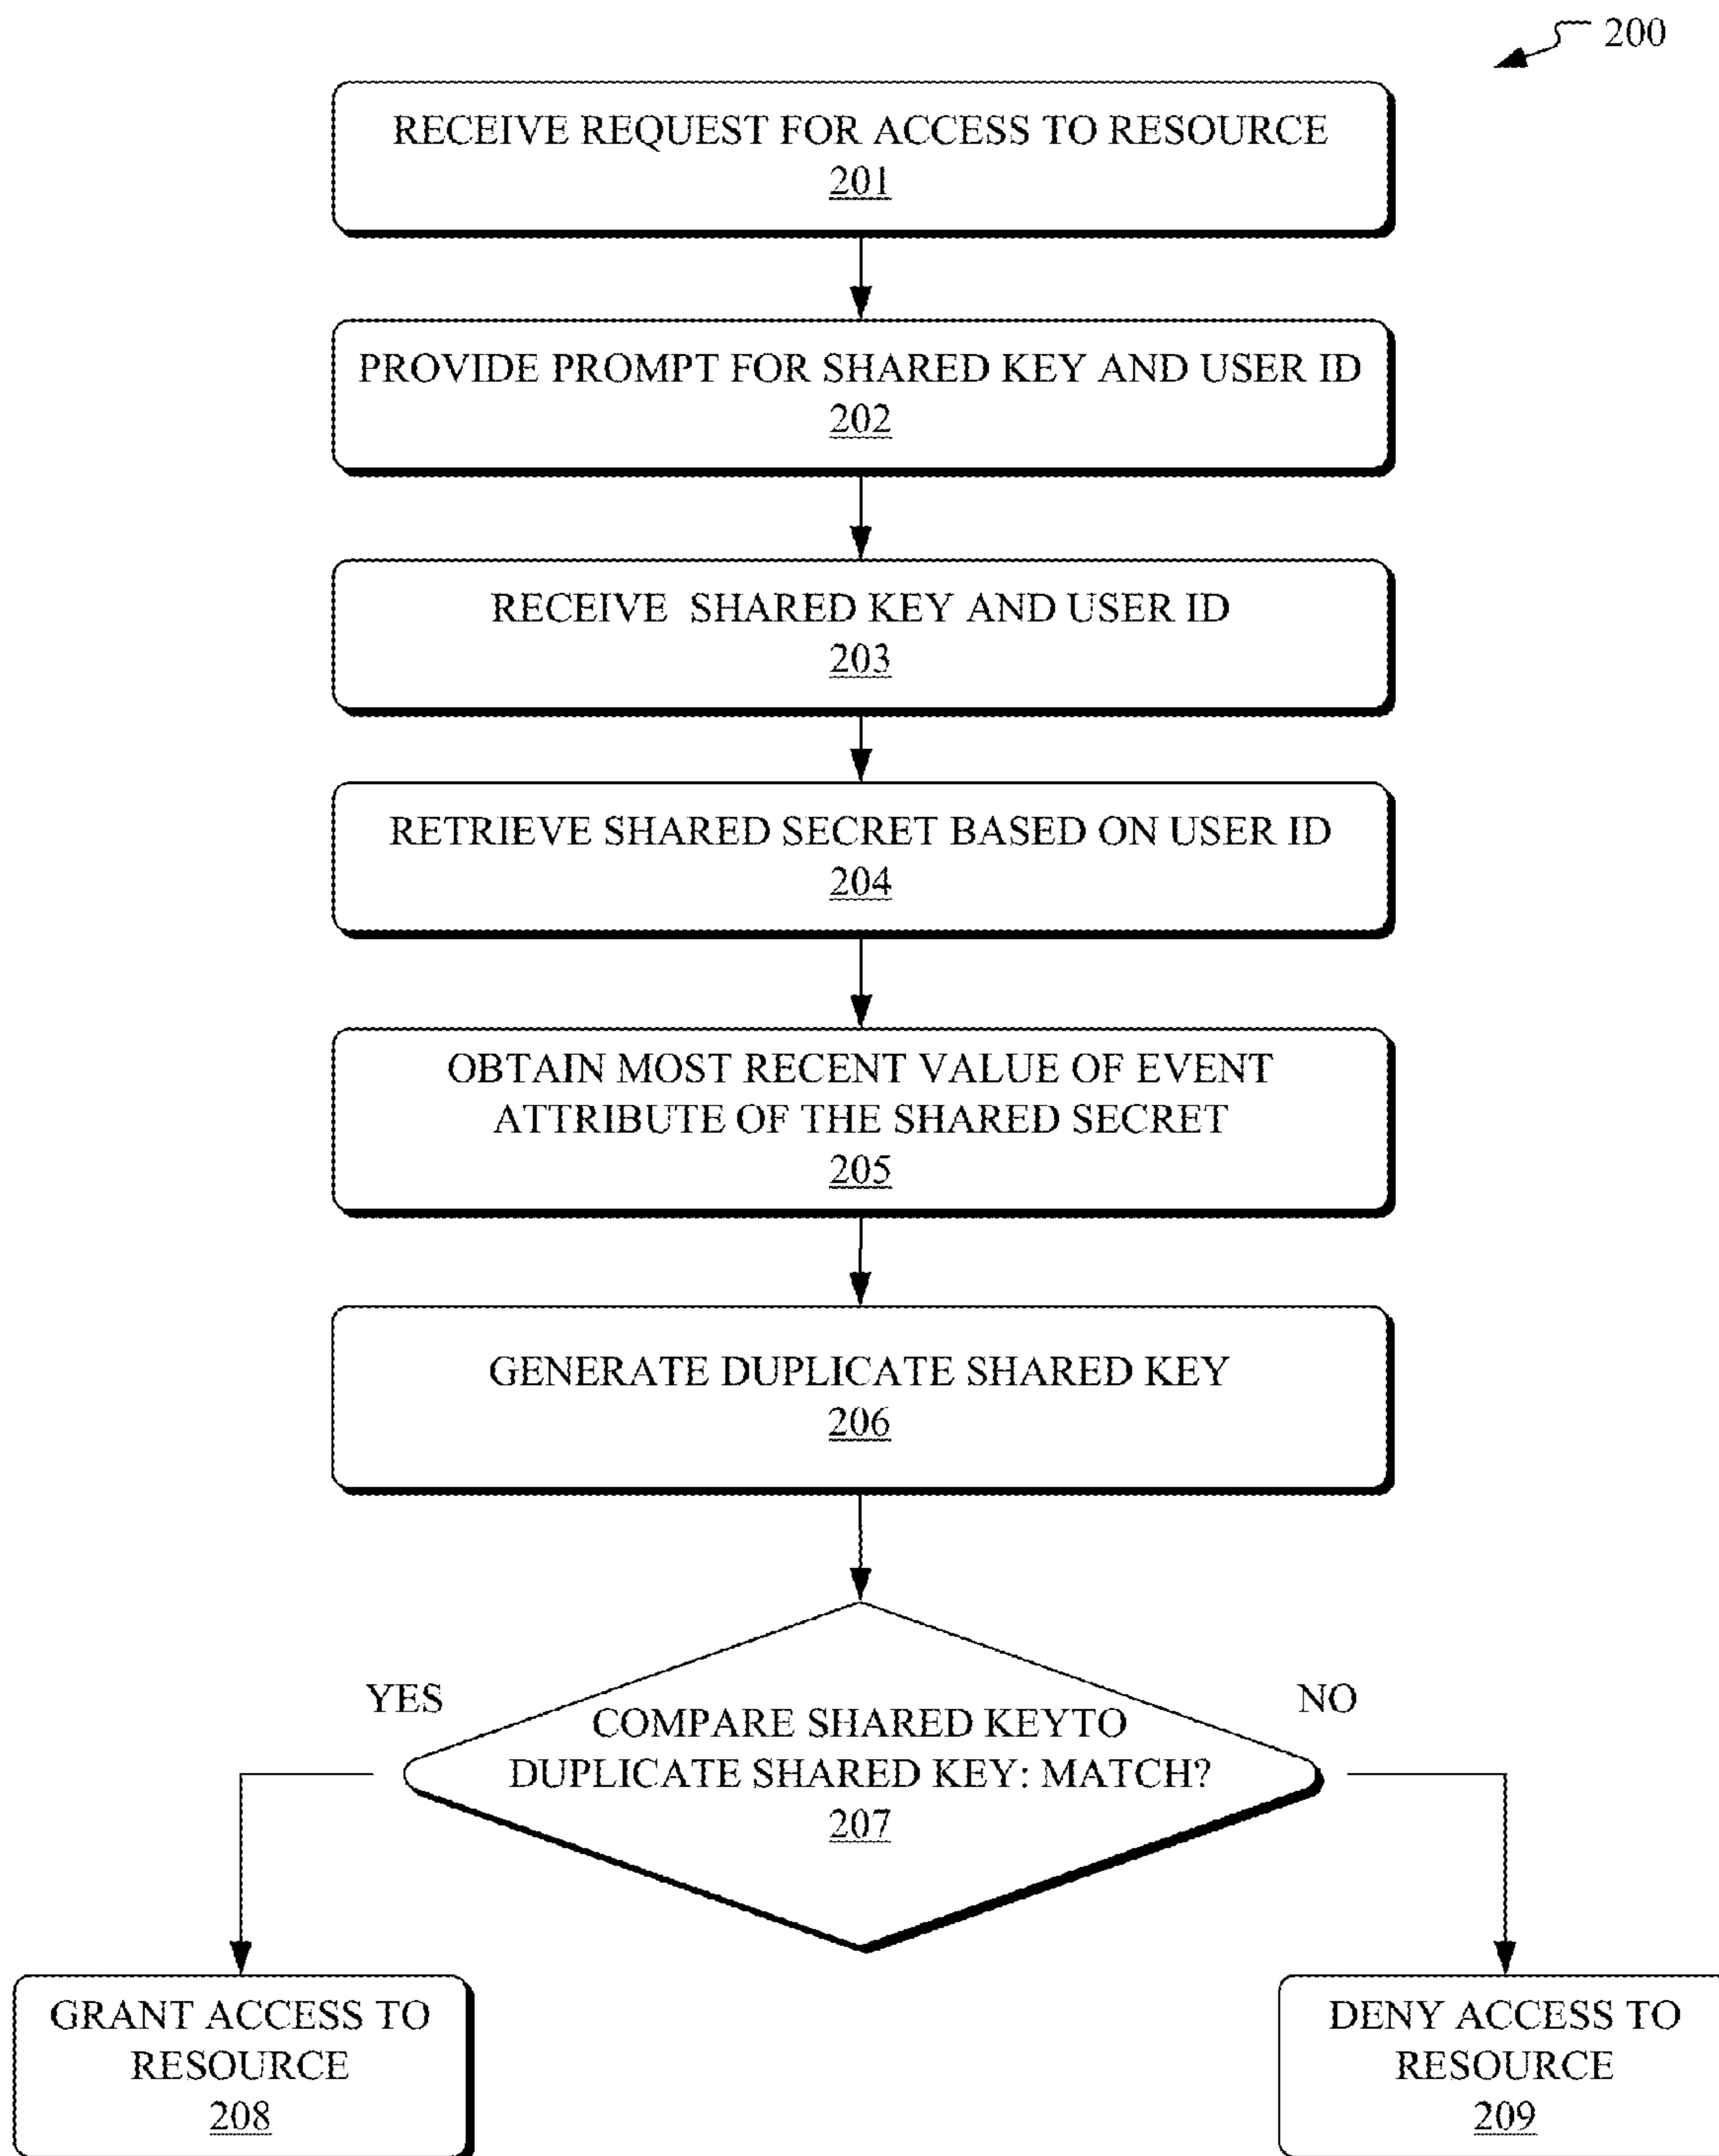 200
RECEIVE REQUEST FOR ACCESS TO RESOURCE
201
PROVIDE PROMPT FOR SHARED KEY AND USER ID
202
RECEIVE SHARED KEY AND USER ID
203
RETRIEVE SHARED SECRET BASED ON USER ID
204
OBTAIN MOST RECENT VALUE OF EVENT
ATTRIBUTE OF THE SHARED SECRET
205
GENERATE DUPLICATE SHARED KEY
206
YES
NO
COMPARE SHARED KEYTO
DUPLICATE SHARED KEY: MATCH?
207
GRANT ACCESS TO
RESOURCE
208
DENY ACCESS TO
RESOURCE
209